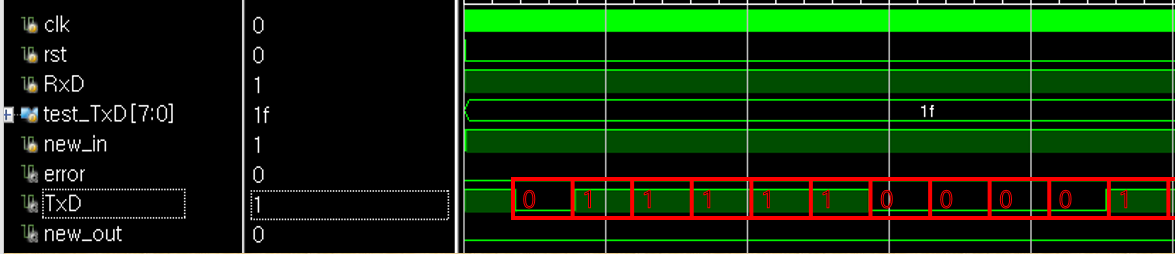 clk 0
rst 0
RxD 1
test_TxD[7:0] 1f 1f
new_in 1
error 0
TxD 1 0 1 1 1 1 1 0 0 0 0 1
new_out 0